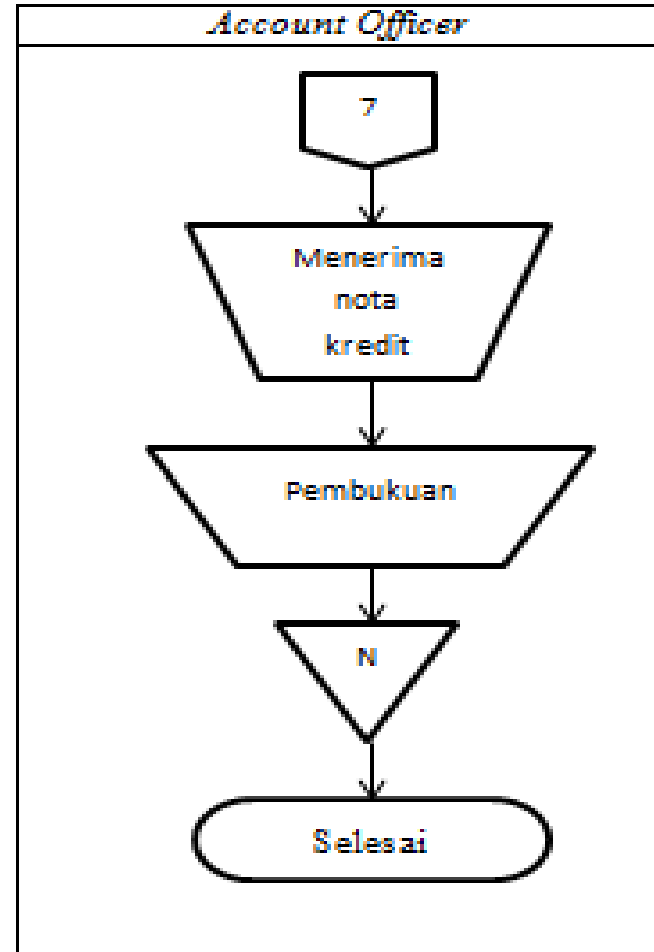 Account Officer
7
Menerima
nota
kredit
Pembukuan
N
Selesai